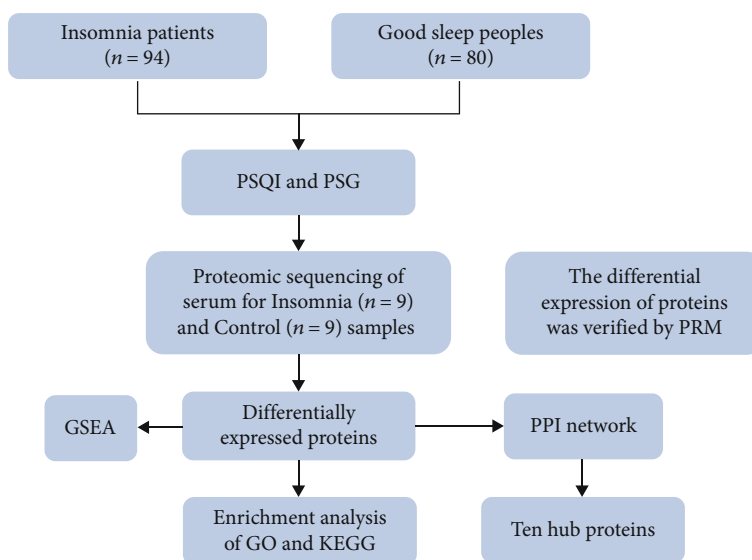 Insomnia patients
(n = 94)
Good sleep peoples
(n = 80)
PSQI and PSG
Proteomic sequencing of
serum for Insomnia (n = 9)
and Control (n = 9) samples
The differential
expression of proteins
was verified by PRM
GSEA
Differentially
expressed proteins
PPI network
Enrichment analysis
of GO and KEGG
Ten hub proteins